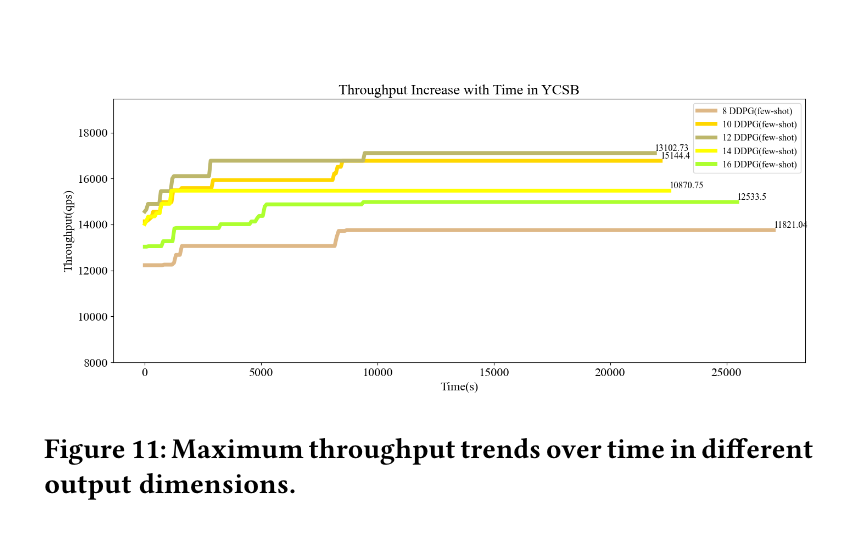 Throughput Increase with Time in YCSB
8 DDPG(few-shot)
10 DDPG(few-shot)
12 DDPG(few-shot)
14 DDPG(few-shot)
16 DDPG(few-shot)
18000
16000
14000
12000
10000
8000
Throughput(qps)
13102.73
15144.4
10870.75
12533.5
11821.04
0
5000
10000
15000
20000
25000
Time(s)
Figure 11: Maximum throughput trends over time in different
output dimensions.